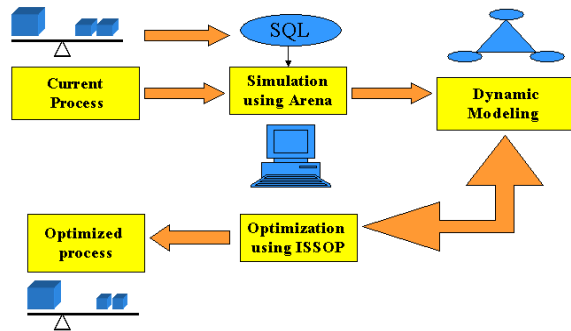 SQL
Current
Process
Simulation
using Arena
Dynamic
Modeling
Optimized
process
Optimization
using ISSOP